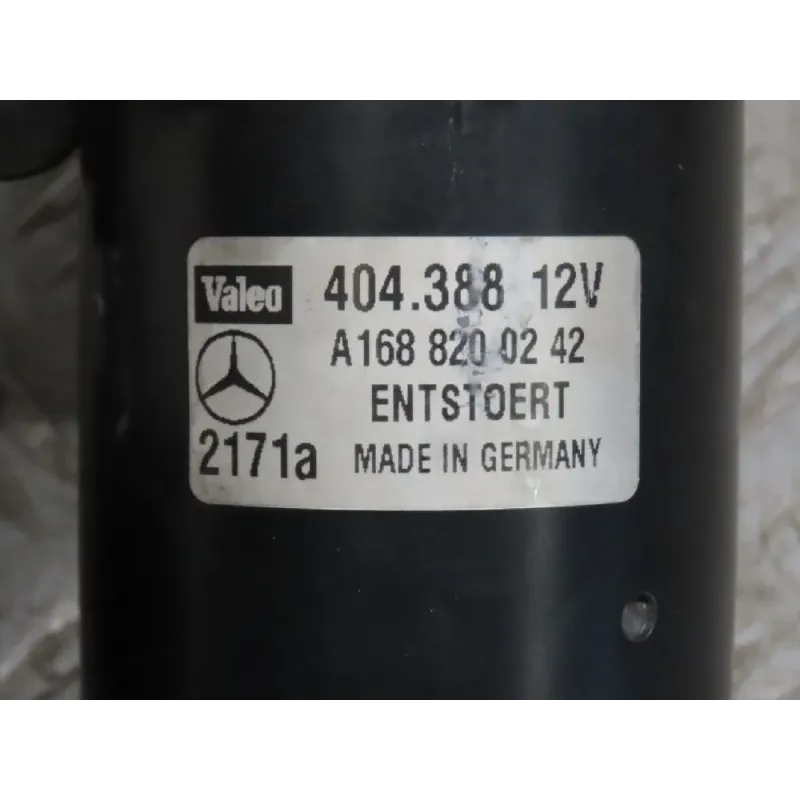 Valeo 404.388 12V
A168 820 02 42
ENTSTOERT
2171a MADE IN GERMANY